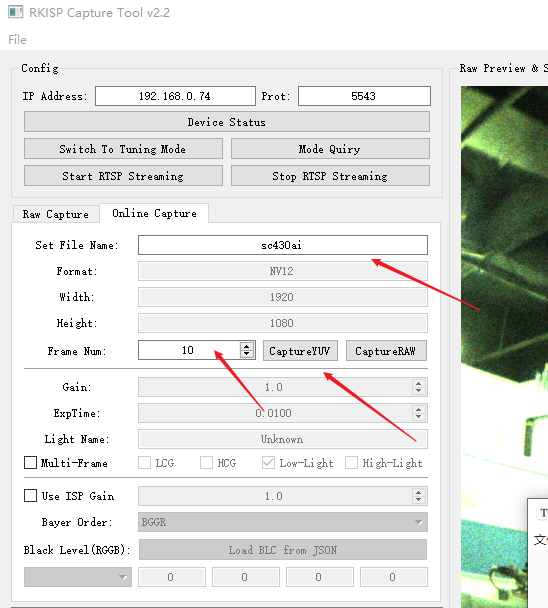 RKISP Capture Tool v2.2
File
Config
Raw Preview & S
IP Address: 192.168.0.74 Prot: 5543
Device Status
Switch To Tuning Mode Mode Quiry
Start RTSP Streaming Stop RTSP Streaming
Raw Capture Online Capture
Set File Name: sc430ai
Format: NV12
Width: 1920
Height: 1080
Frame Num: 10 CaptureYUV CaptureRAW
Gain: 1.0
ExpTime: 0.0100
Light Name: Unknown
Multi-Frame LCG HCG Low-Light High-Light
Use ISP Gain 1.0
Bayer Order: BGGR
Black Level(RGGB): Load BLC from JSON
0 0 0 0
T